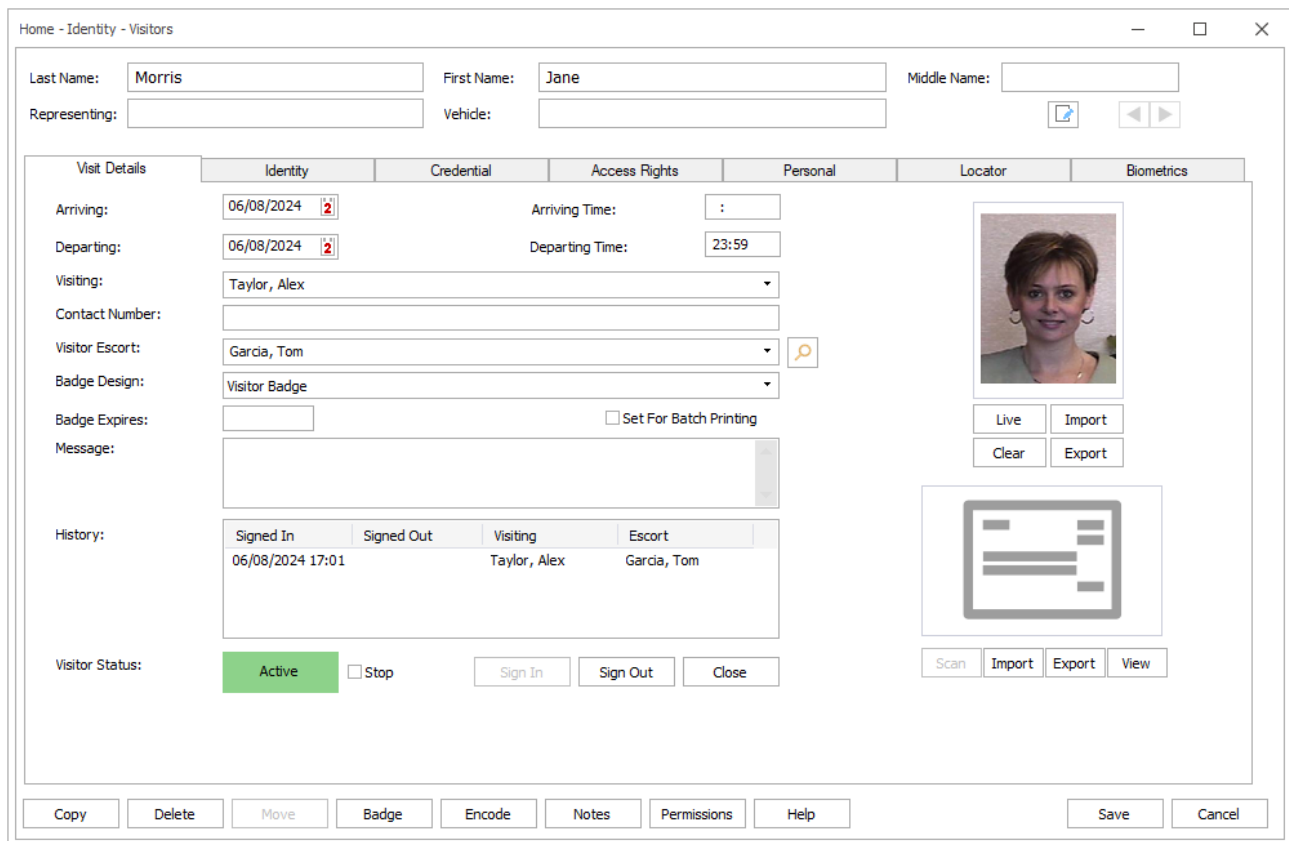 Home - Identity - Visitors
Last Name: Morris First Name: Jane Middle Name:
Representing: Vehicle:
Visit Details Identity Credential Access Rights Personal Locator Biometrics
Arriving: 06/08/2024 2 Arriving Time: :
Departing: 06/08/2024 2 Departing Time: 23:59
Visiting: Taylor, Alex
Contact Number:
Visitor Escort: Garcia, Tom
Badge Design: Visitor Badge
Badge Expires: Set For Batch Printing
Live Import
Message:
Clear Export
History: Signed In Signed Out Visiting Escort
06/08/2024 17:01 Taylor, Alex Garcia, Tom
Visitor Status: Active Stop Sign In Sign Out Close
Scan Import Export View
Copy Delete Move Badge Encode Notes Permissions Help Save Cancel